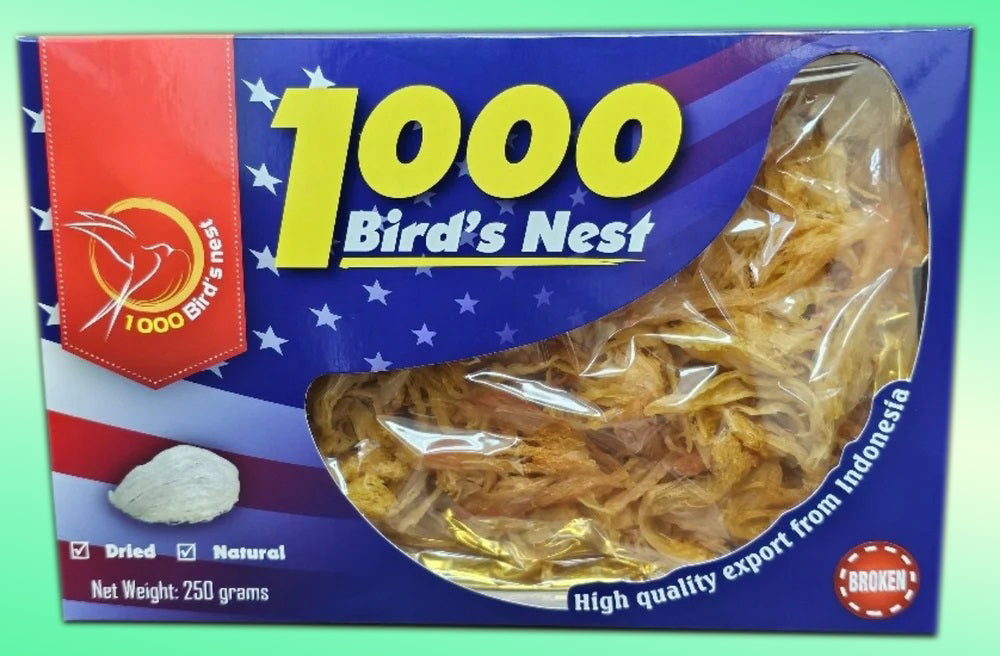 1000
Bird's Nest
1000 Bird's nest
Dried
Natural
Net Weight: 250 grams
High quality export from Indonesia
BROKEN